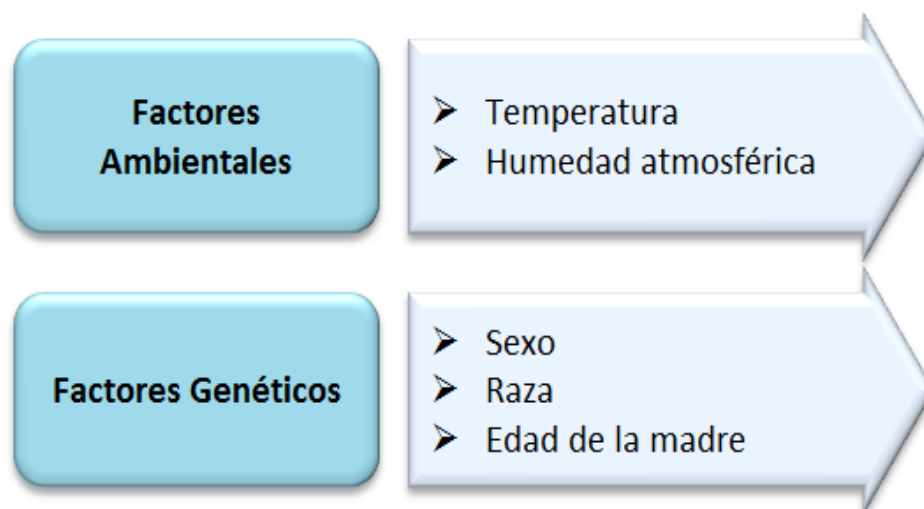 Factores
Ambientales
➢ Temperatura
➢ Humedad atmosférica
Factores Genéticos
➢ Sexo
➢ Raza
➢ Edad de la madre